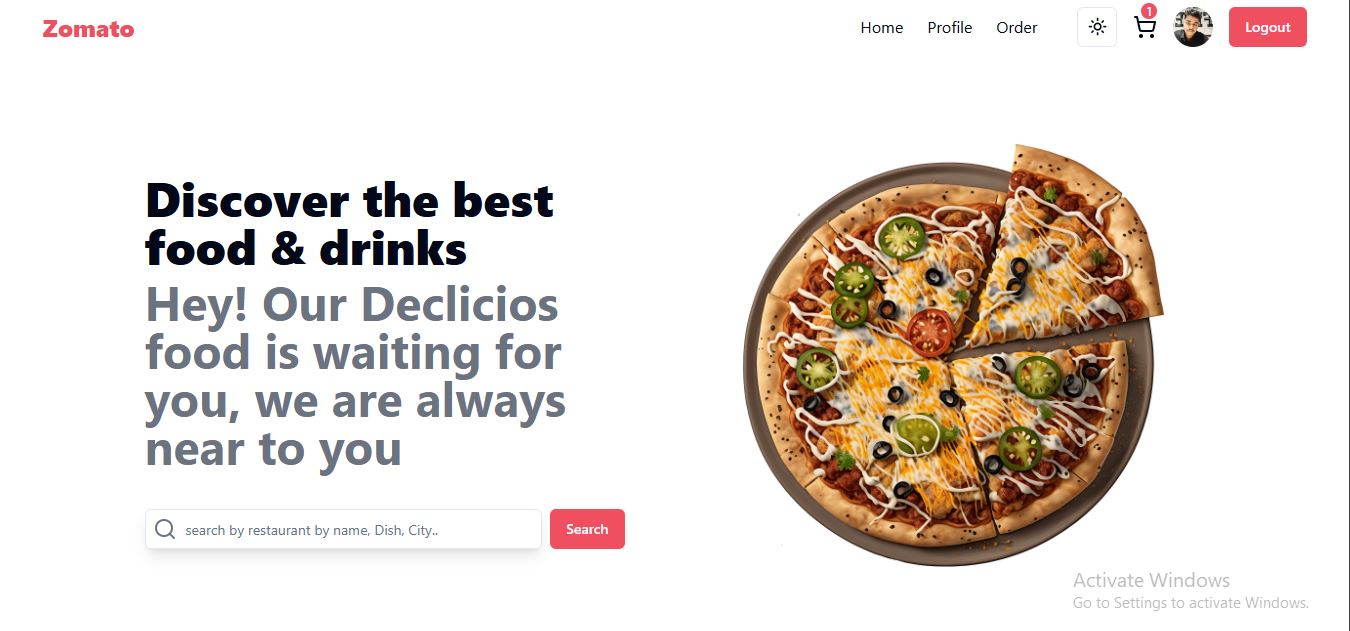 Zomato
Home Profile Order 1 Logout
Discover the best
food & drinks
Hey! Our Declicios
food is waiting for
you, we are always
near to you
search by restaurant by name, Dish, City.. Search
Activate Windows
Go to Settings to activate Windows.